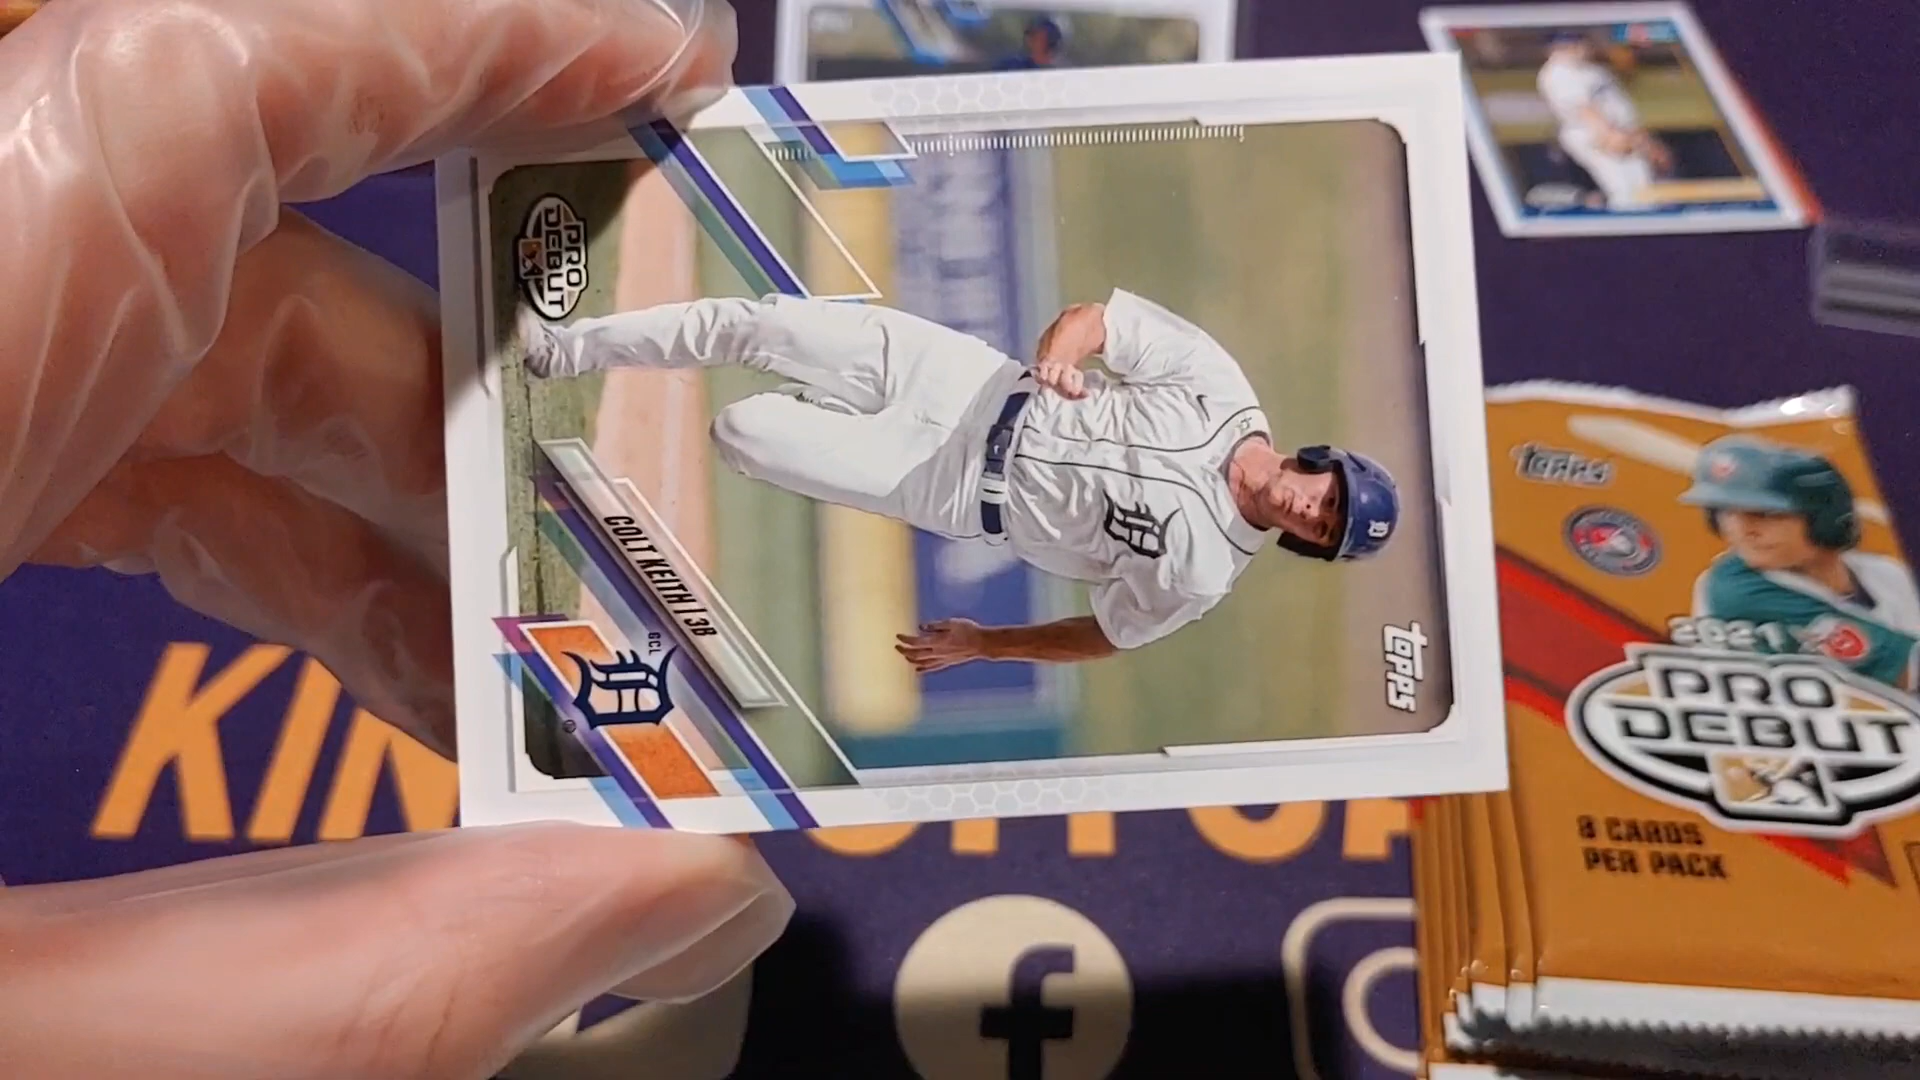 topps
PRO
DEBUT
COLT KEITH | 3B
GCL
D
®
topps
2021
PRO
DEBUT
8 CARDS
PER PACK
KIN
f